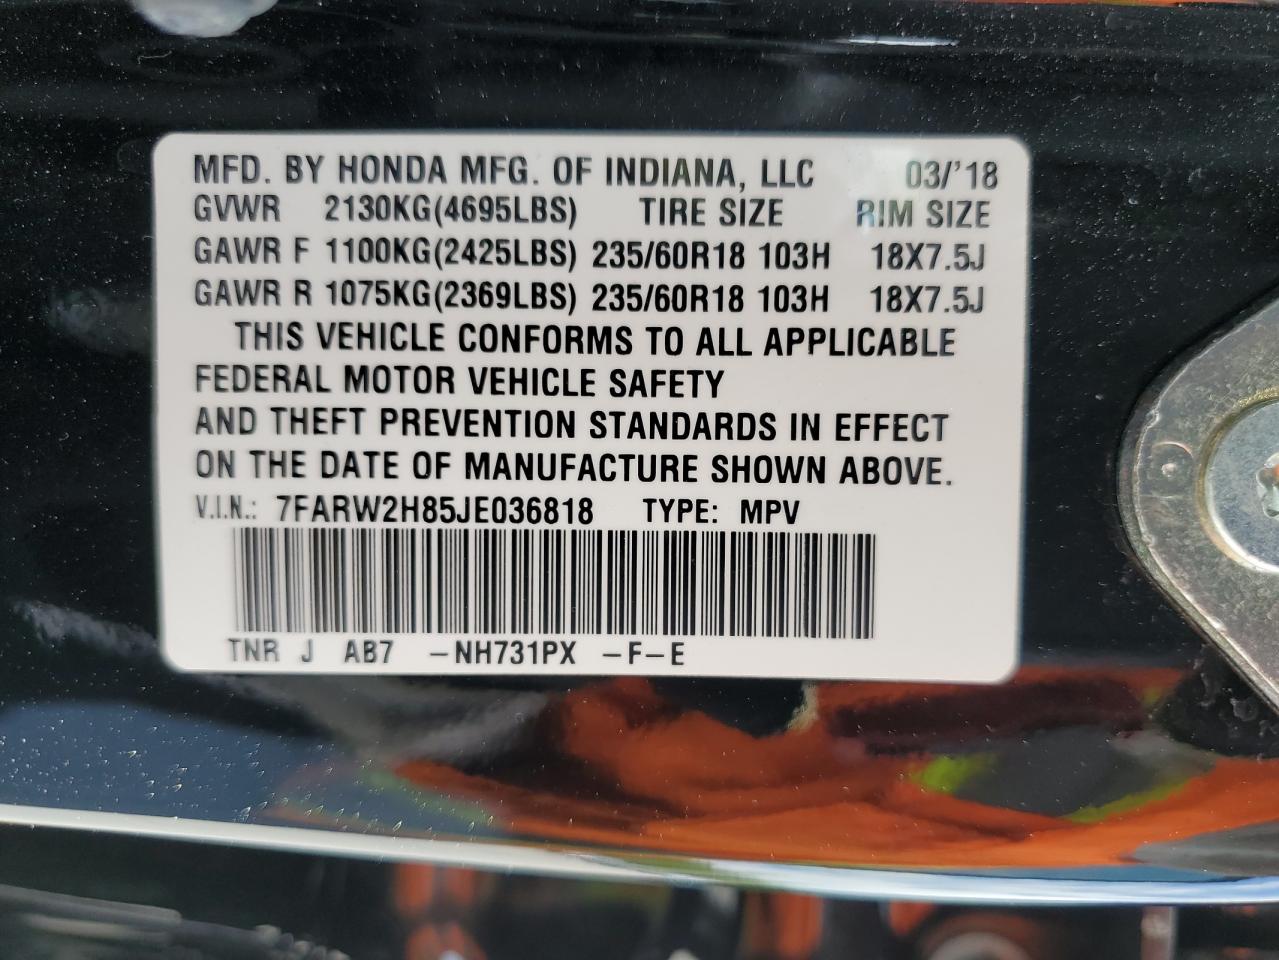 MFD. BY HONDA MFG. OF INDIANA, LLC 03/'18
GVWR 2130KG(4695LBS) TIRE SIZE RIM SIZE
GAWR F 1100KG(2425LBS) 235/60R18 103H 18X7.5J
GAWR R 1075KG(2369LBS) 235/60R18 103H 18X7.5J
THIS VEHICLE CONFORMS TO ALL APPLICABLE
FEDERAL MOTOR VEHICLE SAFETY
AND THEFT PREVENTION STANDARDS IN EFFECT
ON THE DATE OF MANUFACTURE SHOWN ABOVE.
V.I.N.: 7FARW2H85JE036818 TYPE: MPV
TNR J AB7 -NH731PX -F-E